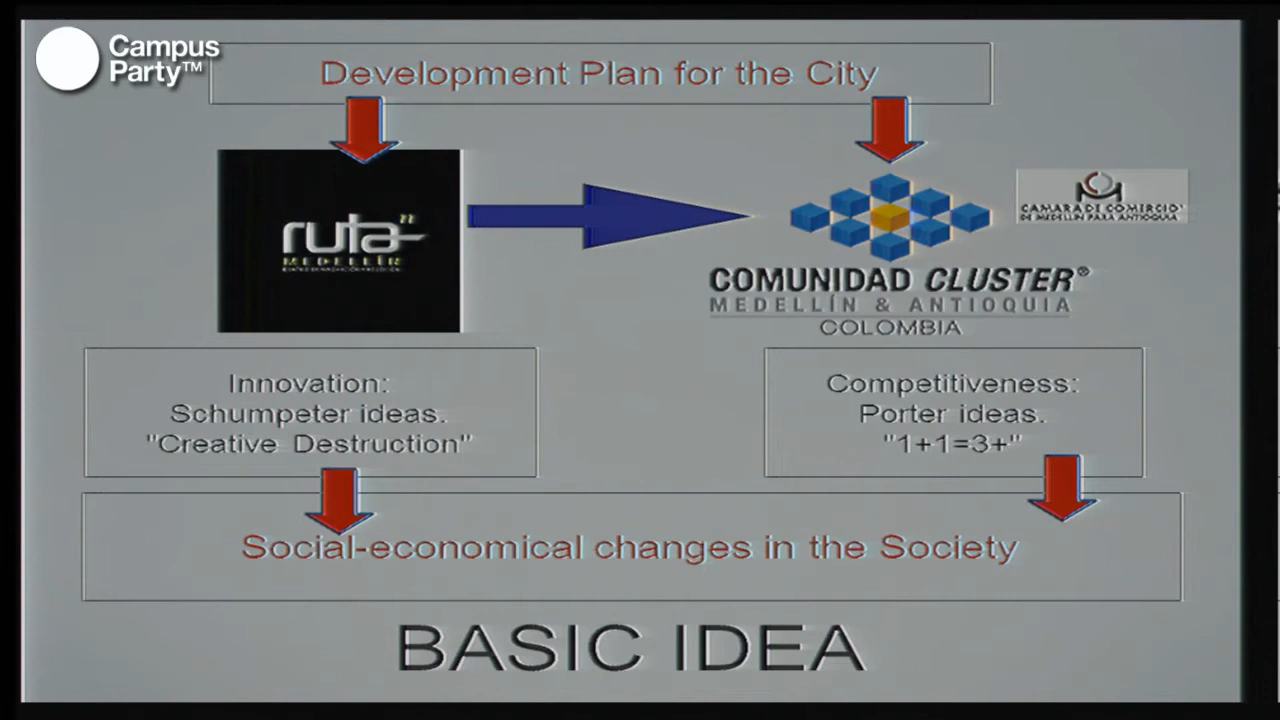 Campus
Party™
Development Plan for the City
ruta n
MEDELLÍN
CAMARA DE COMERCIO
DE MEDELLIN PARA ANTIOQUIA
COMUNIDAD CLUSTER®
MEDELLÍN & ANTIOQUIA
COLOMBIA
Innovation:
Schumpeter ideas.
"Creative Destruction"
Competitiveness:
Porter ideas.
"1+1=3+"
Social-economical changes in the Society
BASIC IDEA